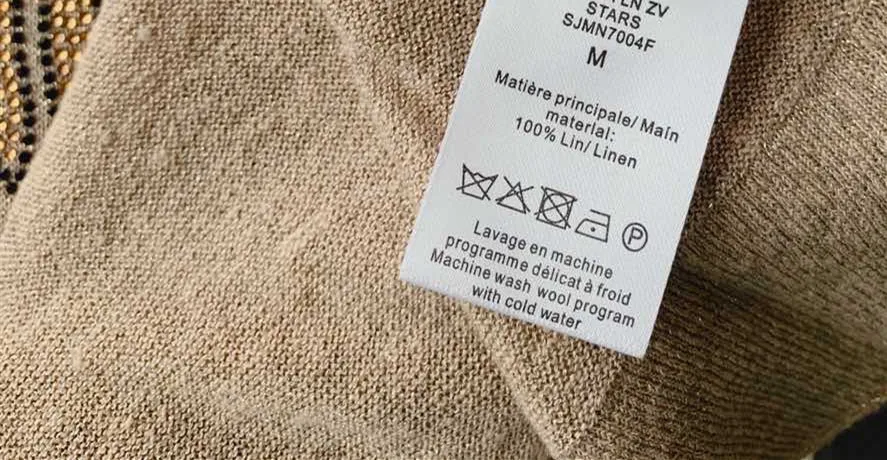 ZV
STARS
SJMN7004F
M
Matière principale/ Main
material:
100% Lin/ Linen
P
Lavage en machine
programme délicat à froid
Machine wash wool program
with cold water